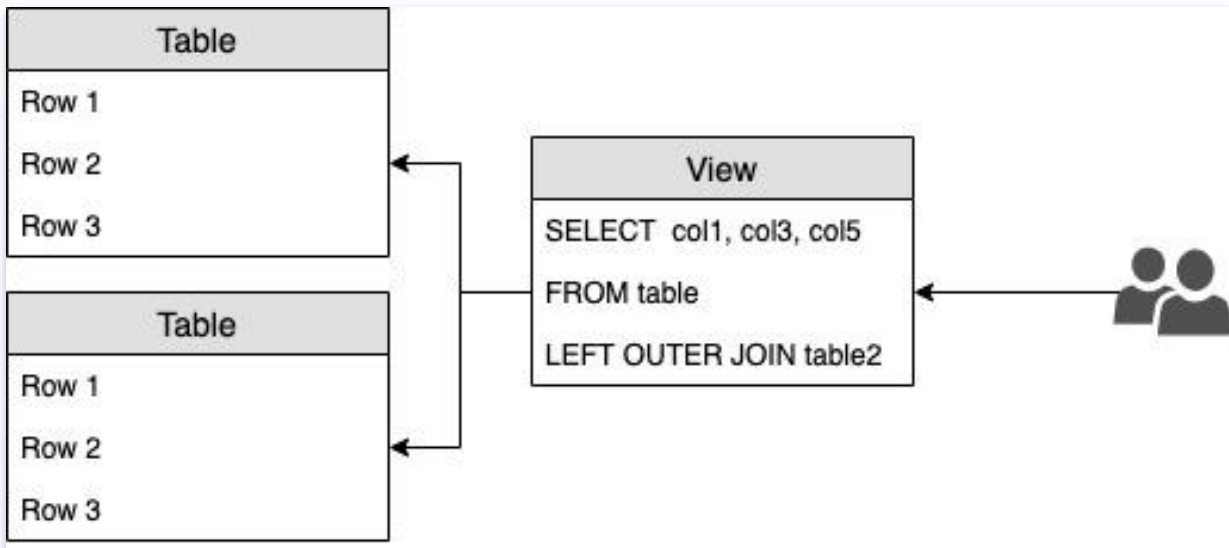 Table
Row 1
Row 2
Row 3
Table
Row 1
Row 2
Row 3
View
SELECT col1, col3, col5
FROM table
LEFT OUTER JOIN table2